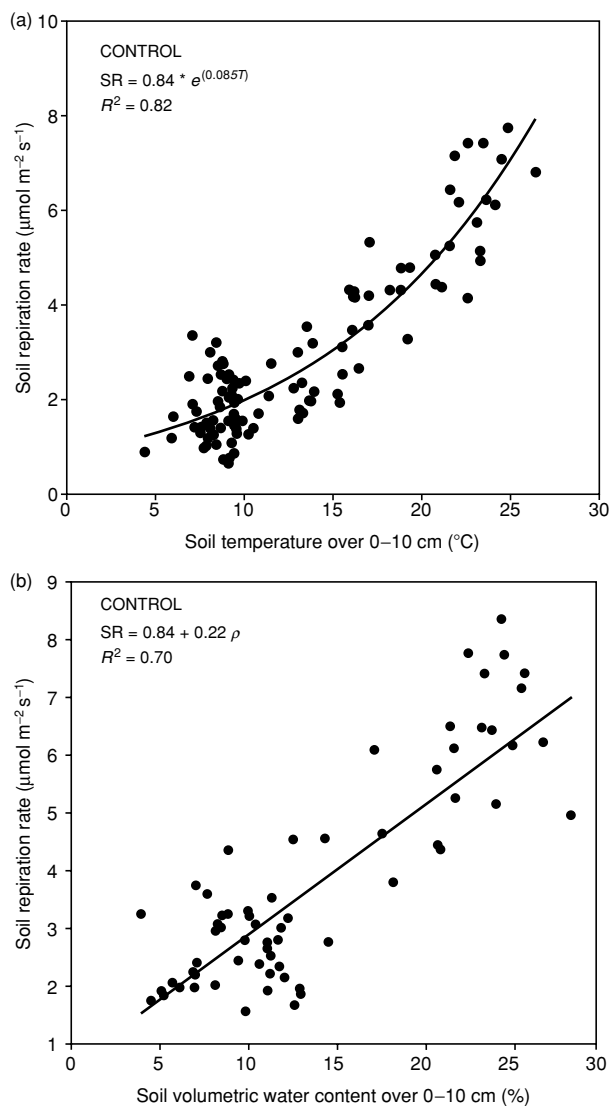 (a)
10
8
6
4
2
0
Soil repiration rate (μmol m⁻² s⁻¹)
CONTROL
SR = 0.84 * e^(0.085T)
R² = 0.82
0 5 10 15 20 25 30
Soil temperature over 0–10 cm (°C)
(b)
9
8
7
6
5
4
3
2
1
Soil repiration rate (μmol m⁻² s⁻¹)
CONTROL
SR = 0.84 + 0.22 ρ
R² = 0.70
0 5 10 15 20 25 30
Soil volumetric water content over 0–10 cm (%)